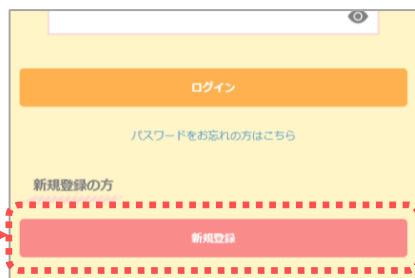 ログイン
パスワードをお忘れの方はこちら
新規登録の方
新規登録